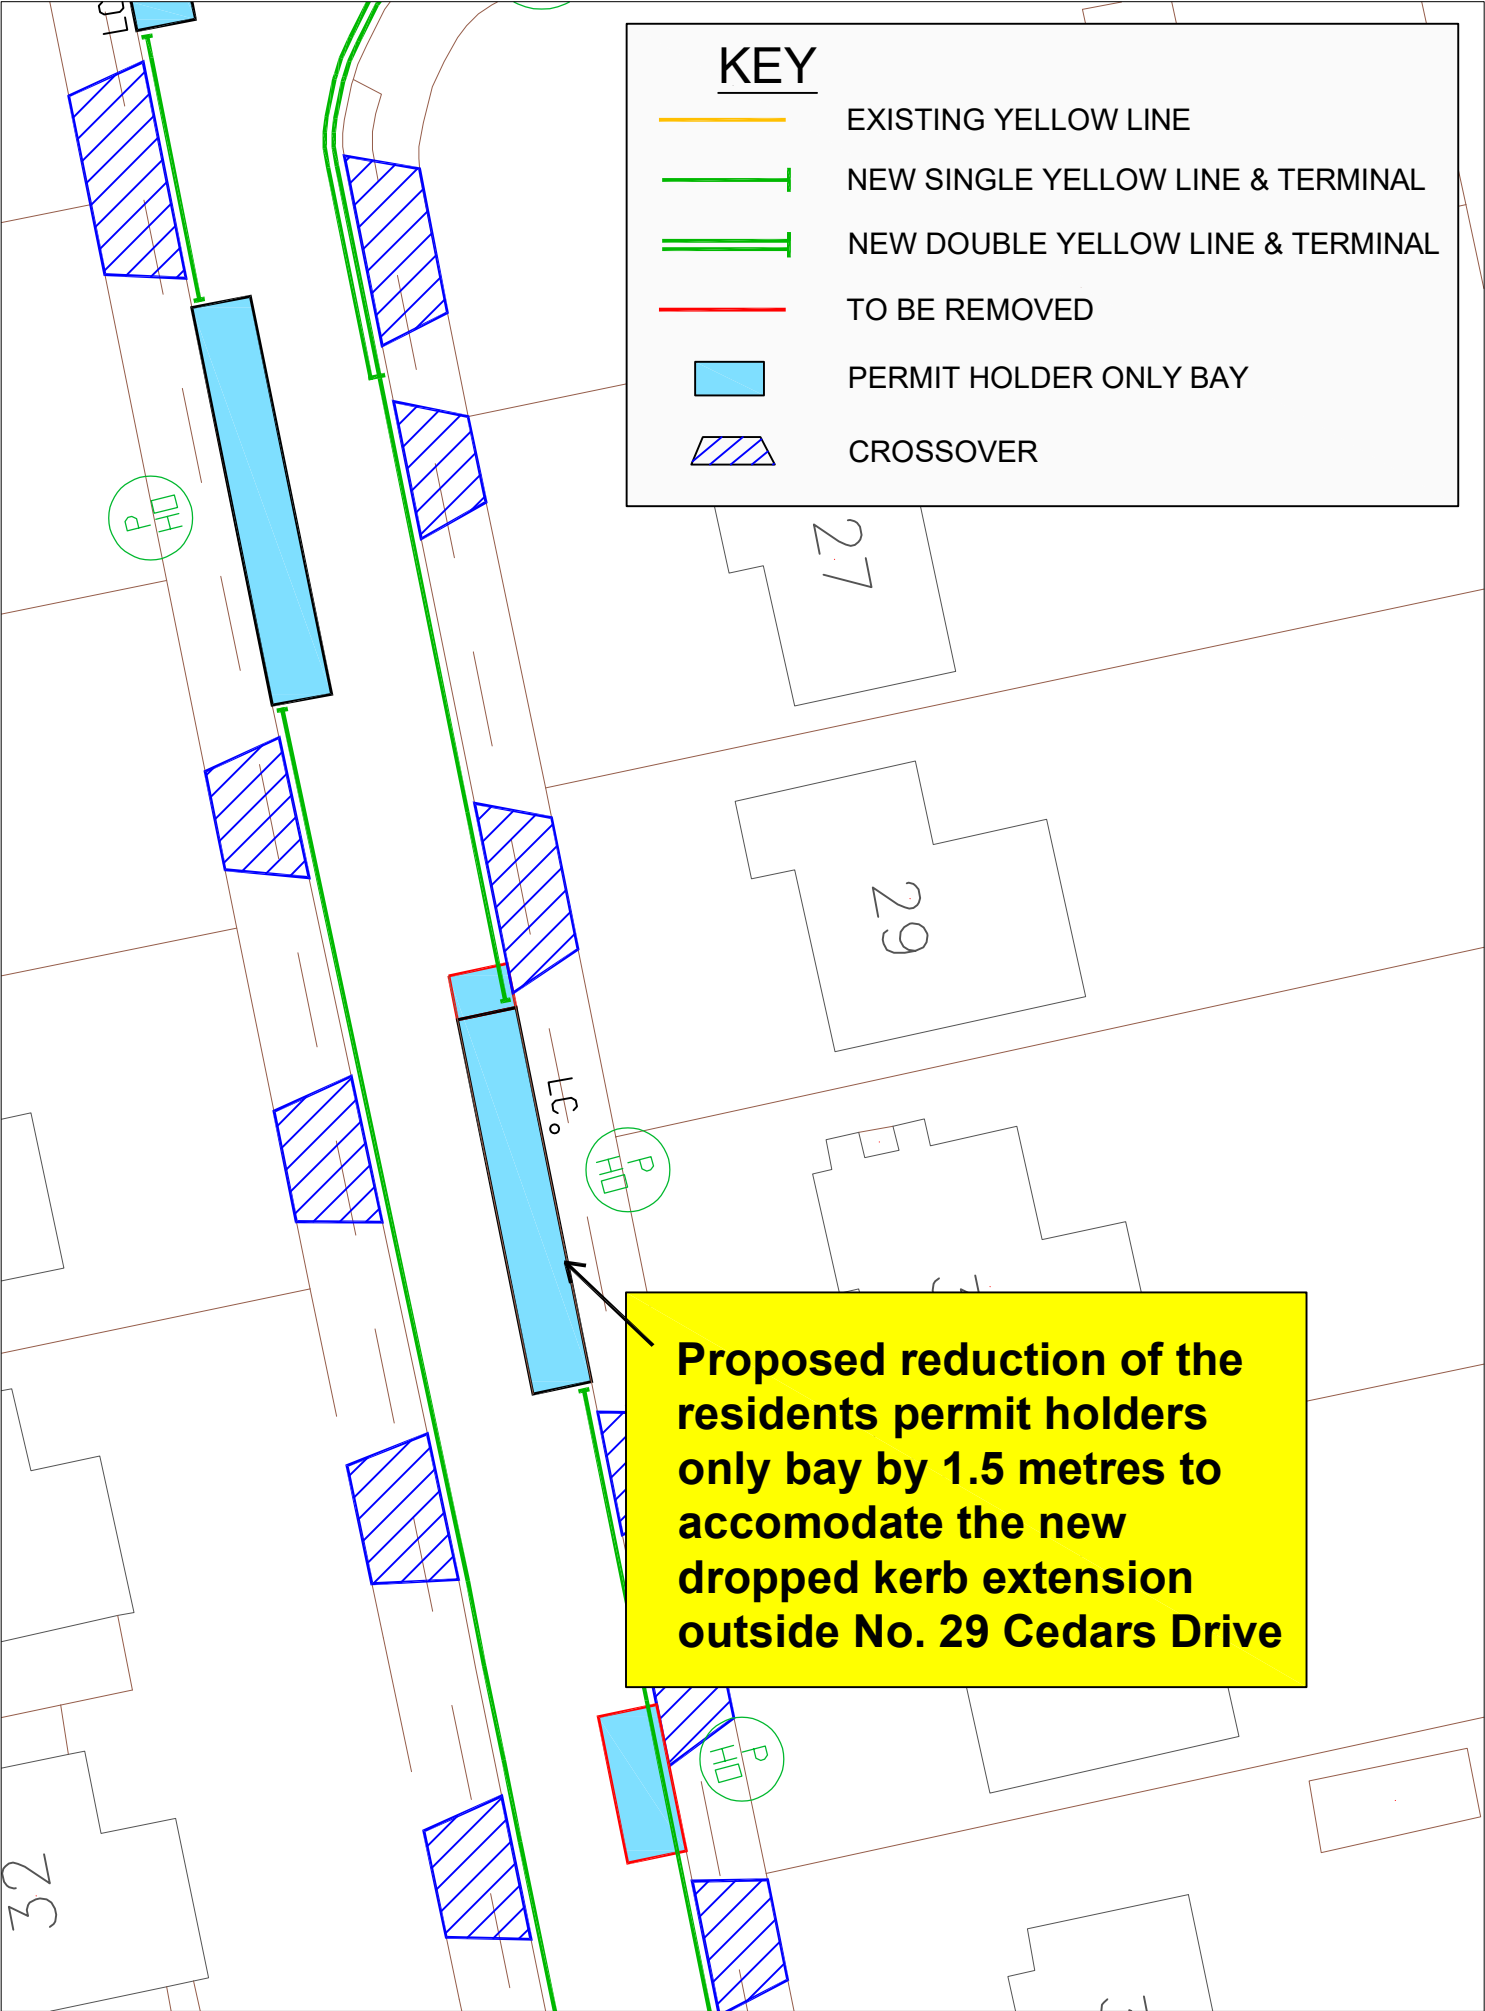 KEY
EXISTING YELLOW LINE
NEW SINGLE YELLOW LINE & TERMINAL
NEW DOUBLE YELLOW LINE & TERMINAL
TO BE REMOVED
PERMIT HOLDER ONLY BAY
CROSSOVER
P
HD
27
29
LC
P
HD
Proposed reduction of the
residents permit holders
only bay by 1.5 metres to
accomodate the new
dropped kerb extension
outside No. 29 Cedars Drive
P
HD
32